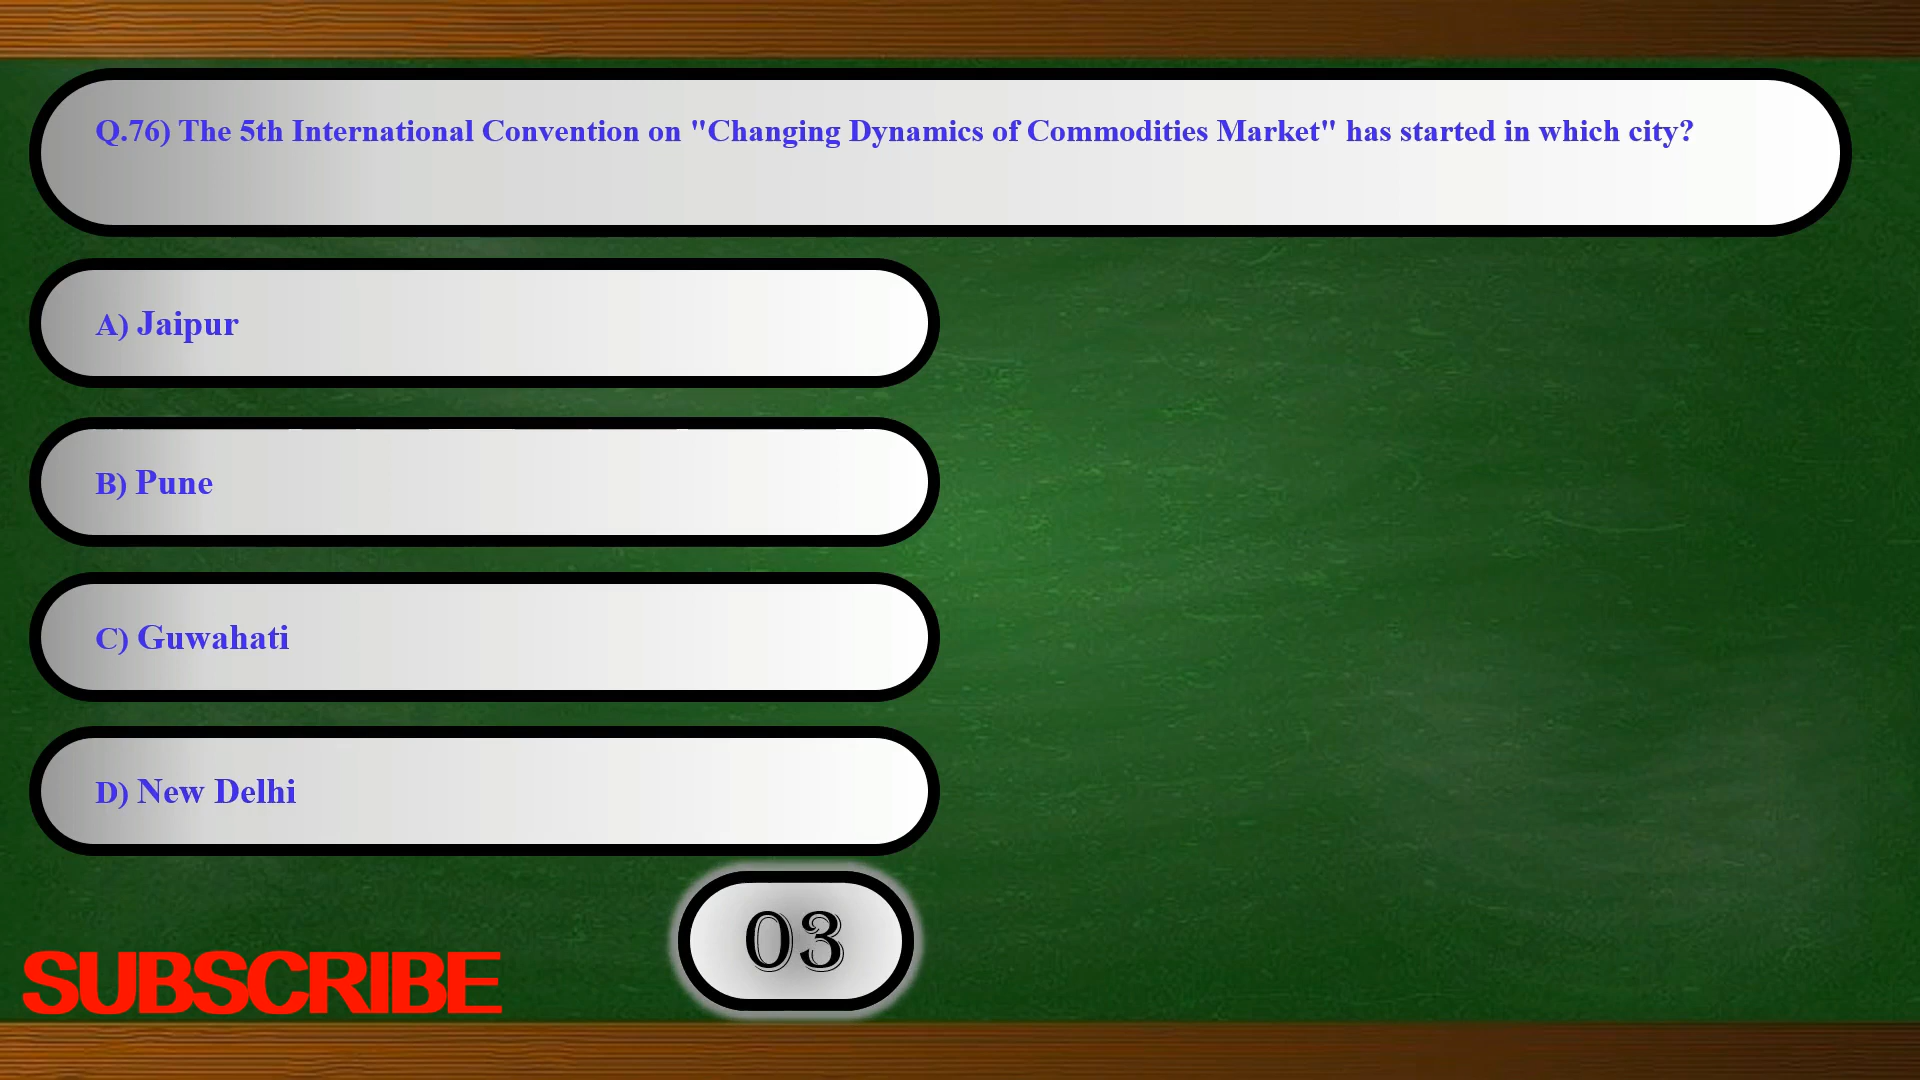 Q.76) The 5th International Convention on "Changing Dynamics of Commodities Market" has started in which city?
A) Jaipur
B) Pune
C) Guwahati
D) New Delhi
03
SUBSCRIBE